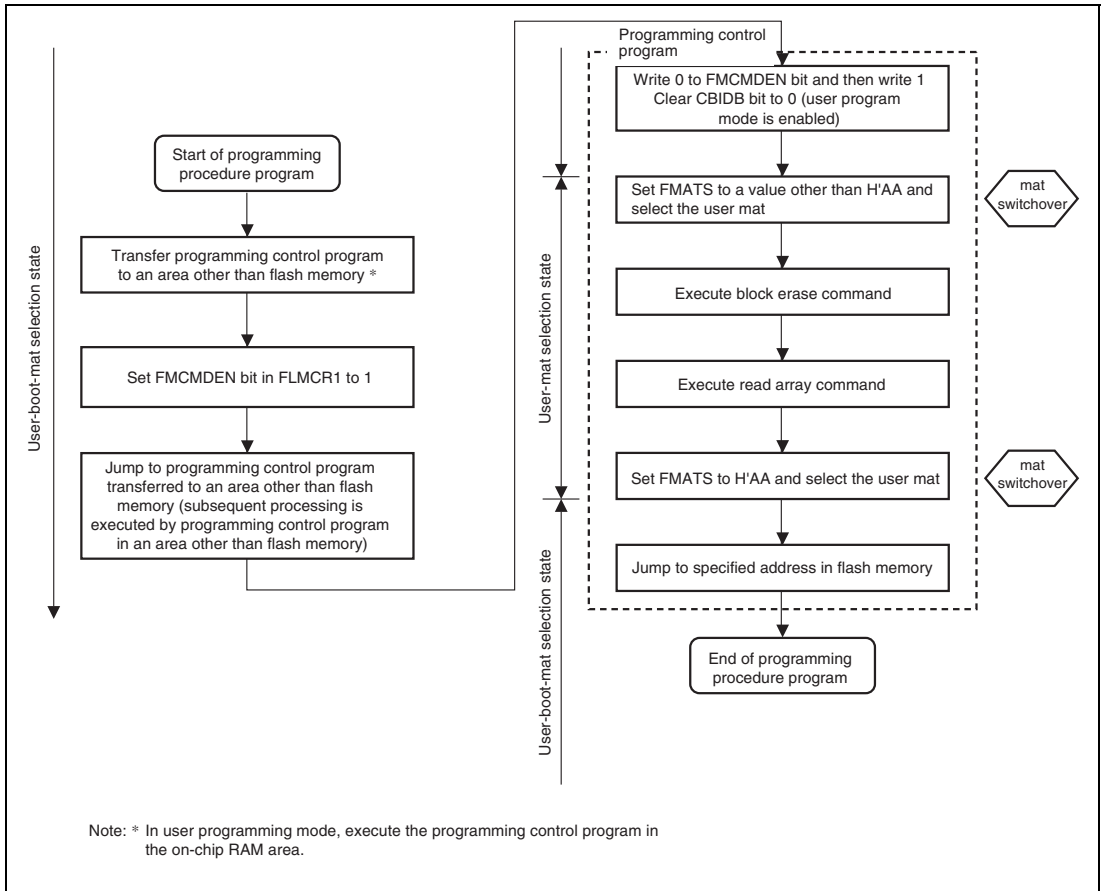 User-boot-mat selection state
Start of programming
procedure program
Transfer programming control program
to an area other than flash memory *
Set FMCMDEN bit in FLMCR1 to 1
Jump to programming control program
transferred to an area other than flash
memory (subsequent processing is
executed by programming control program
in an area other than flash memory)
Programming control
program
Write 0 to FMCMDEN bit and then write 1
Clear CBIDB bit to 0 (user program
mode is enabled)
User-mat selection state
Set FMATS to a value other than H'AA and
select the user mat
mat
switchover
Execute block erase command
Execute read array command
Set FMATS to H'AA and select the user mat
mat
switchover
User-boot-mat selection state
Jump to specified address in flash memory
End of programming
procedure program
Note: * In user programming mode, execute the programming control program in
the on-chip RAM area.